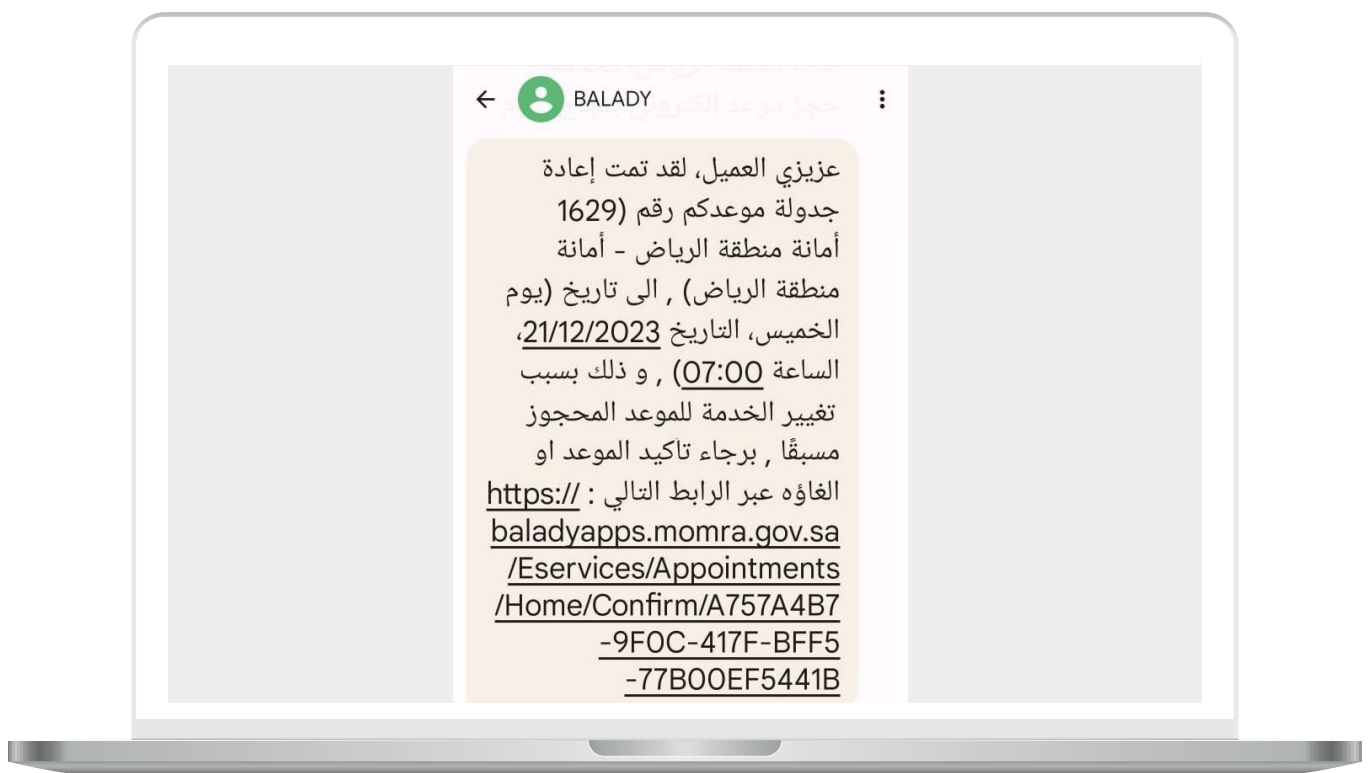 BALADY
عزيزي العميل، لقد تمت إعادة
جدولة موعدكم رقم (1629
أمانة منطقة الرياض - أمانة
منطقة الرياض) , الى تاريخ (يوم
الخميس، التاريخ 21/12/2023،
الساعة 07:00) , و ذلك بسبب
تغيير الخدمة للموعد المحجوز
مسبقًا , برجاء تأكيد الموعد او
الغاؤه عبر الرابط التالي : https://
baladyapps.momra.gov.sa
/Eservices/Appointments
/Home/Confirm/A757A4B7
-9F0C-417F-BFF5
-77B00EF5441B